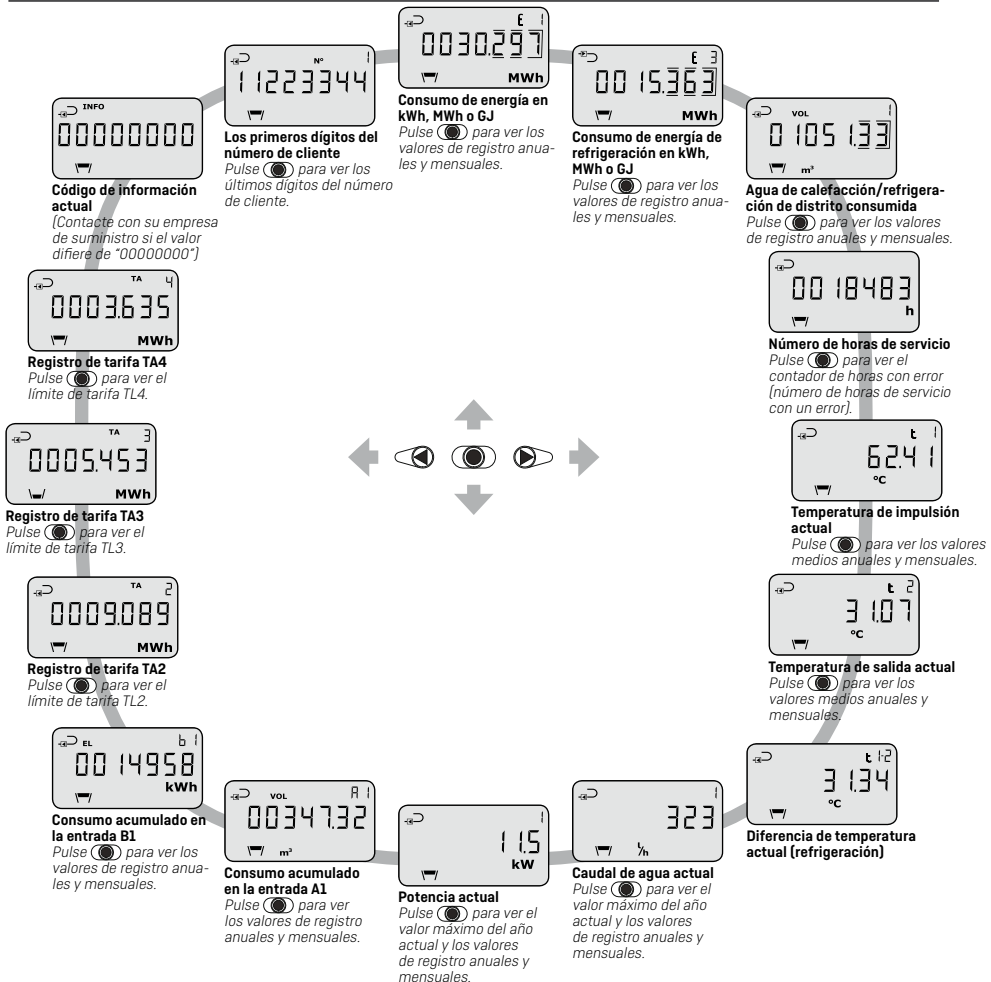 E 1
0030.297
MWh
Consumo de energía en
kWh, MWh o GJ
Pulse para ver los
valores de registro anua-
les y mensuales.
E 3
0015.363
MWh
Consumo de energía de
refrigeración en kWh,
MWh o GJ
Pulse para ver los
valores de registro anua-
les y mensuales.
VOL 1
01051.33
m³
Agua de calefacción/refrigera-
ción de distrito consumida
Pulse para ver los valores
de registro anuales y mensuales.
0018483
h
Número de horas de servicio
Pulse para ver el
contador de horas con error
(número de horas de servicio
con un error).
t 1
62.41
°C
Temperatura de impulsión
actual
Pulse para ver los valores
medios anuales y mensuales.
t 2
31.07
°C
Temperatura de salida actual
Pulse para ver los
valores medios anuales y
mensuales.
t 1-2
31.34
°C
Diferencia de temperatura
actual (refrigeración)
1
323
l/h
Caudal de agua actual
Pulse para ver el
valor máximo del año
actual y los valores
de registro anuales y
mensuales.
1
11.5
kW
Potencia actual
Pulse para ver el
valor máximo del año
actual y los valores
de registro anuales y
mensuales.
VOL A1
00347.32
m³
Consumo acumulado
en la entrada A1
Pulse para ver
los valores de registro
anuales y mensuales.
EL b1
0014958
kWh
Consumo acumulado en
la entrada B1
Pulse para ver los
valores de registro anua-
les y mensuales.
TA 2
0009.089
MWh
Registro de tarifa TA2
Pulse para ver el
límite de tarifa TL2.
TA 3
0005.453
MWh
Registro de tarifa TA3
Pulse para ver el
límite de tarifa TL3.
TA 4
0003.635
MWh
Registro de tarifa TA4
Pulse para ver el
límite de tarifa TL4.
INFO
00000000
Código de información
actual
(Contacte con su empresa
de suministro si el valor
difiere de "00000000")
N° 1
11223344
Los primeros dígitos del
número de cliente
Pulse para ver los
últimos dígitos del número
de cliente.